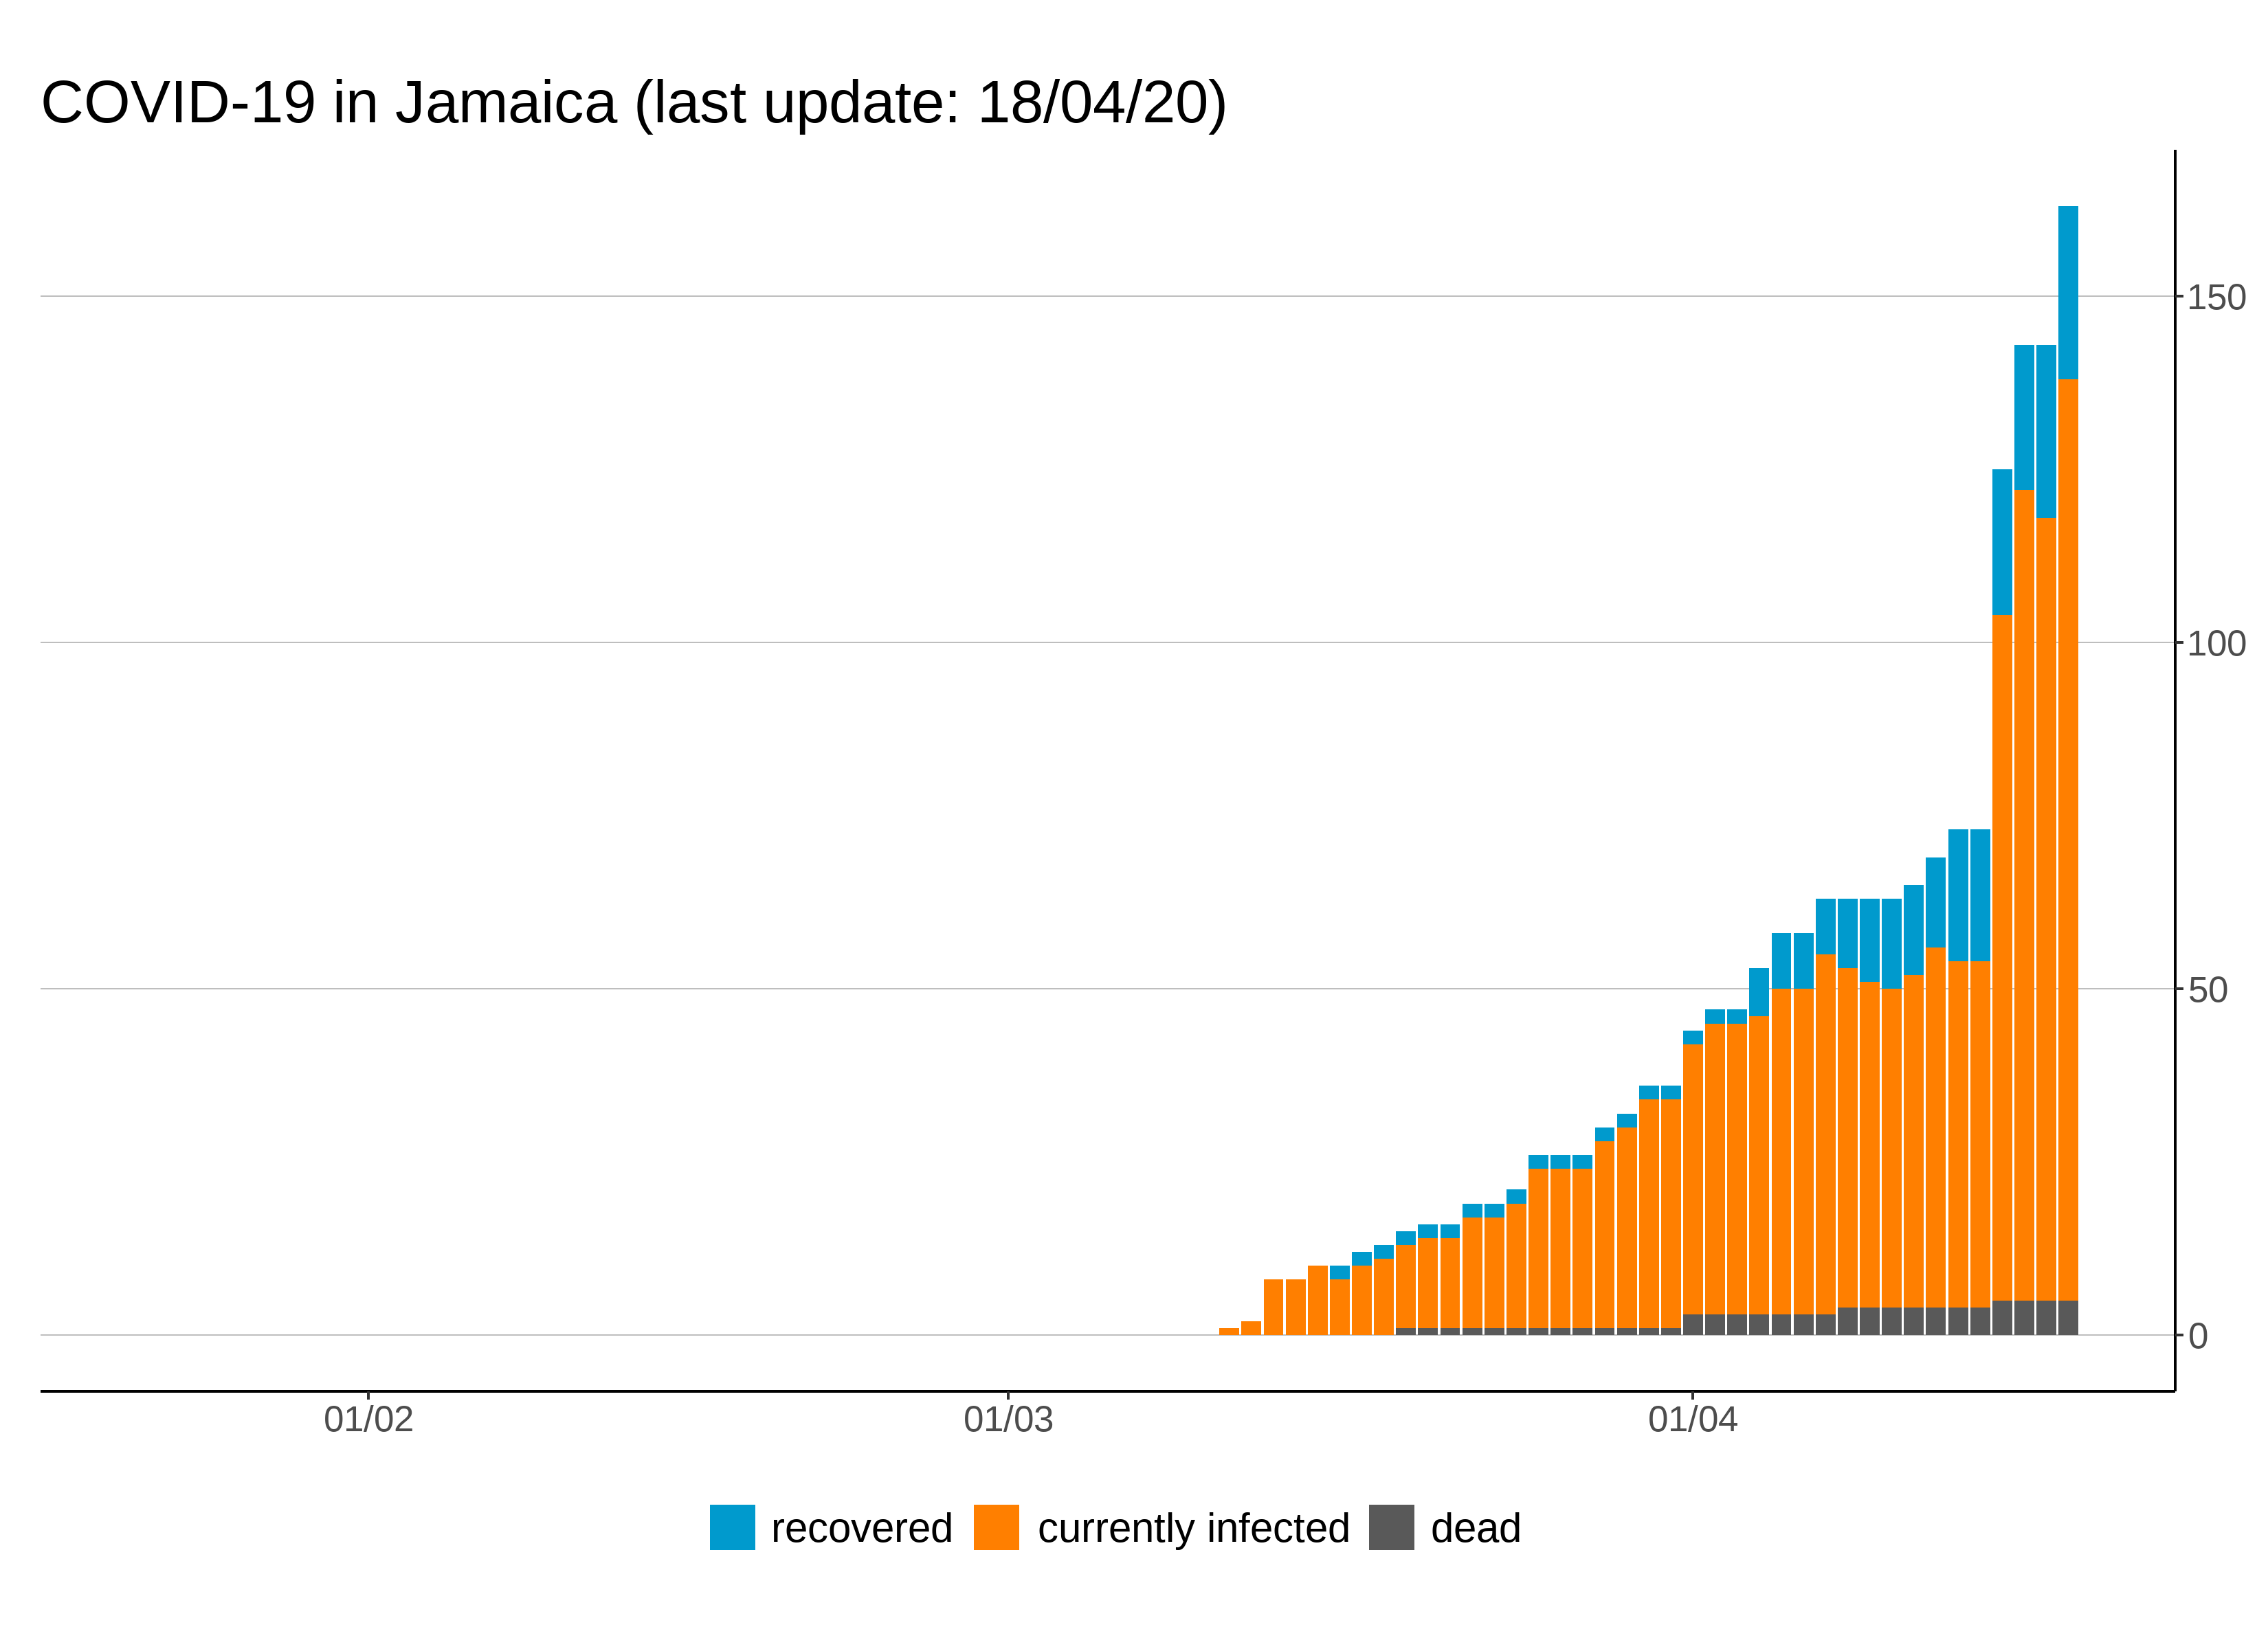 COVID-19 in Jamaica (last update: 18/04/20)
150
100
50
0
01/02 01/03 01/04
recovered currently infected dead